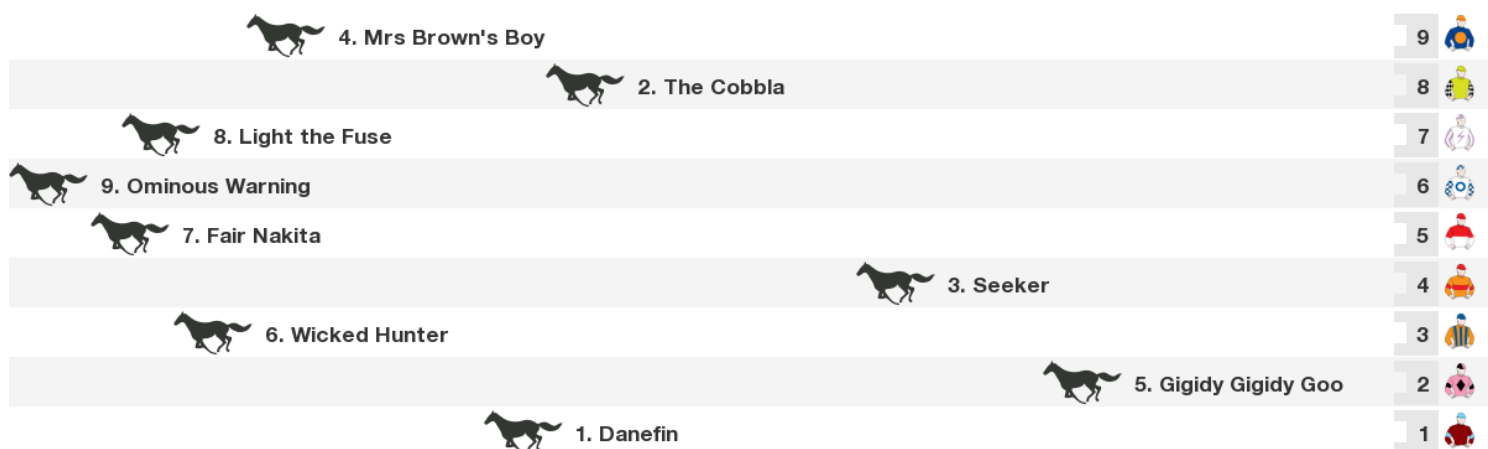 4. Mrs Brown's Boy 9
2. The Cobbla 8
8. Light the Fuse 7
9. Ominous Warning 6
7. Fair Nakita 5
3. Seeker 4
6. Wicked Hunter 3
5. Gigidy Gigidy Goo 2
1. Danefin 1